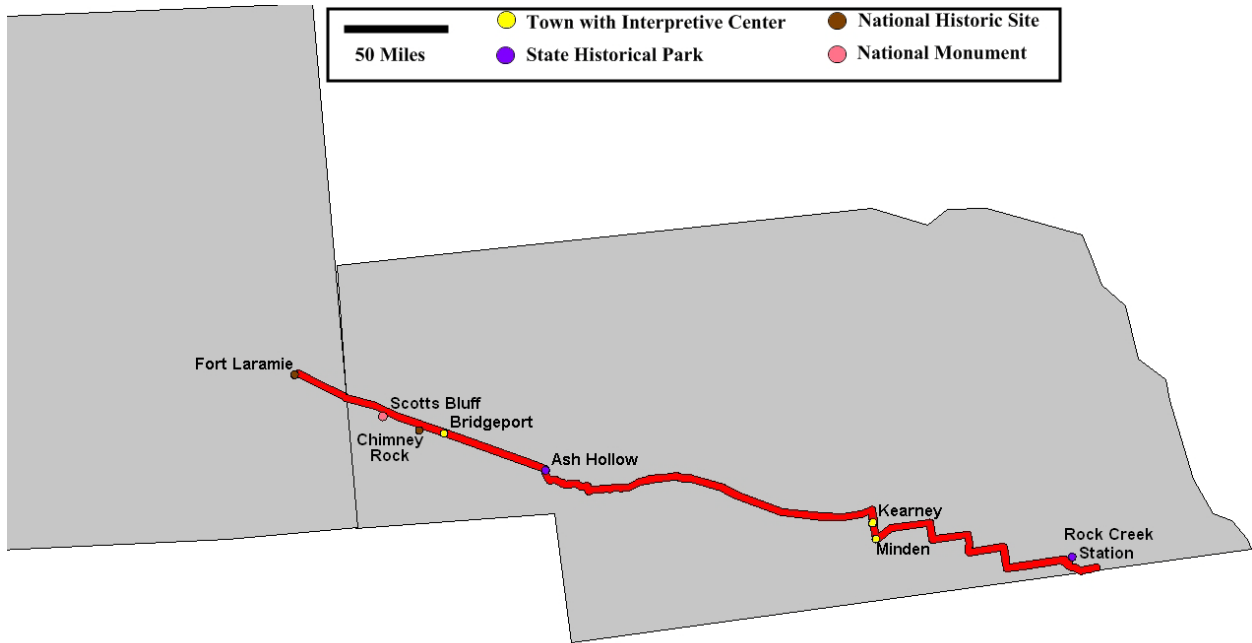 Town with Interpretive Center
National Historic Site
50 Miles
State Historical Park
National Monument
Fort Laramie
Scotts Bluff
Bridgeport
Chimney
Rock
Ash Hollow
Kearney
Minden
Rock Creek
Station